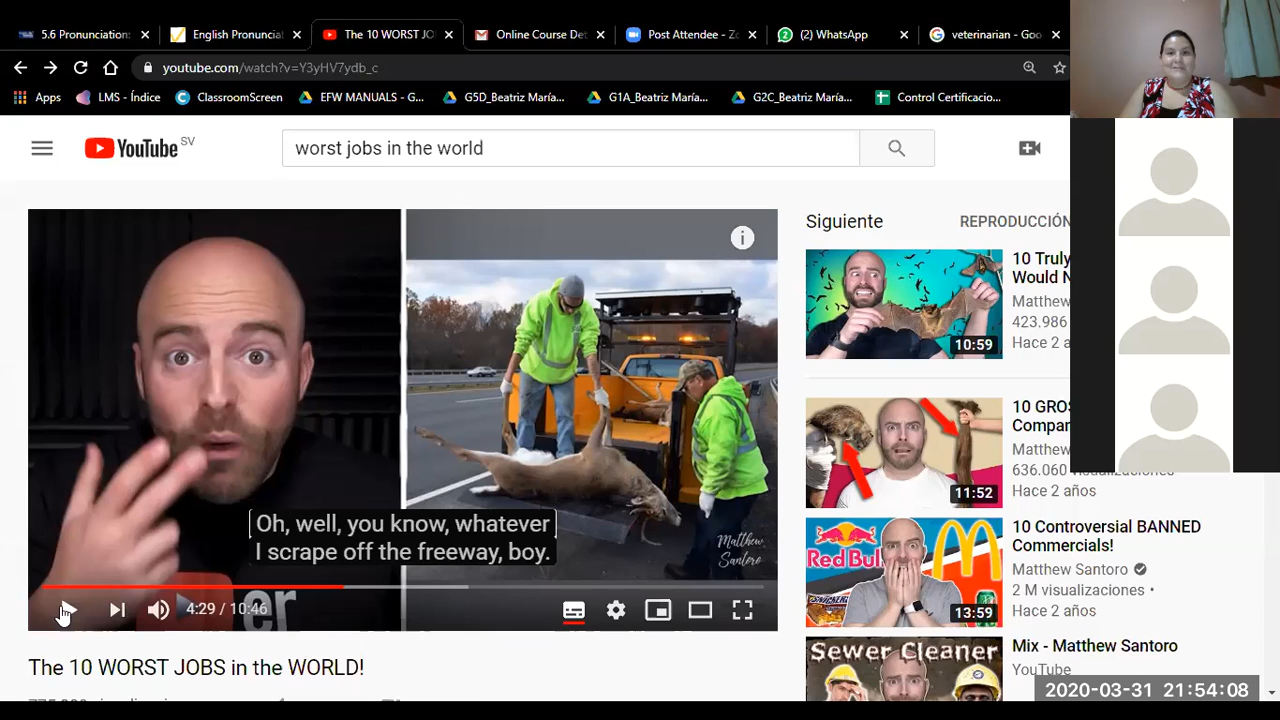 5.6 Pronunciation:
English Pronuncia
The 10 WORST JO
Online Course Det
Post Attendee - Zo
(2) WhatsApp
veterinarian - Goo
youtube.com/watch?v=Y3yHV7ydb_c
Apps
LMS - Índice
ClassroomScreen
EFW MANUALS - G...
G5D_Beatriz María...
G1A_Beatriz María...
G2C_Beatriz María...
Control Certificacio...
YouTube SV
worst jobs in the world
Siguiente
REPRODUCCIÓN
10 Truly
Would N
Matthew
423.986
Hace 2 a
10:59
Oh, well, you know, whatever
I scrape off the freeway, boy.
Matthew
Santoro
4:29 / 10:46
er
10 GROS
Compan
Matthew
636.060 visualizaciones
Hace 2 años
11:52
Red Bull
SNICKERS
10 Controversial BANNED
Commercials!
Matthew Santoro
2 M visualizaciones •
Hace 2 años
13:59
The 10 WORST JOBS in the WORLD!
Sewer Cleaner
Mix - Matthew Santoro
YouTube
2020-03-31 21:54:08